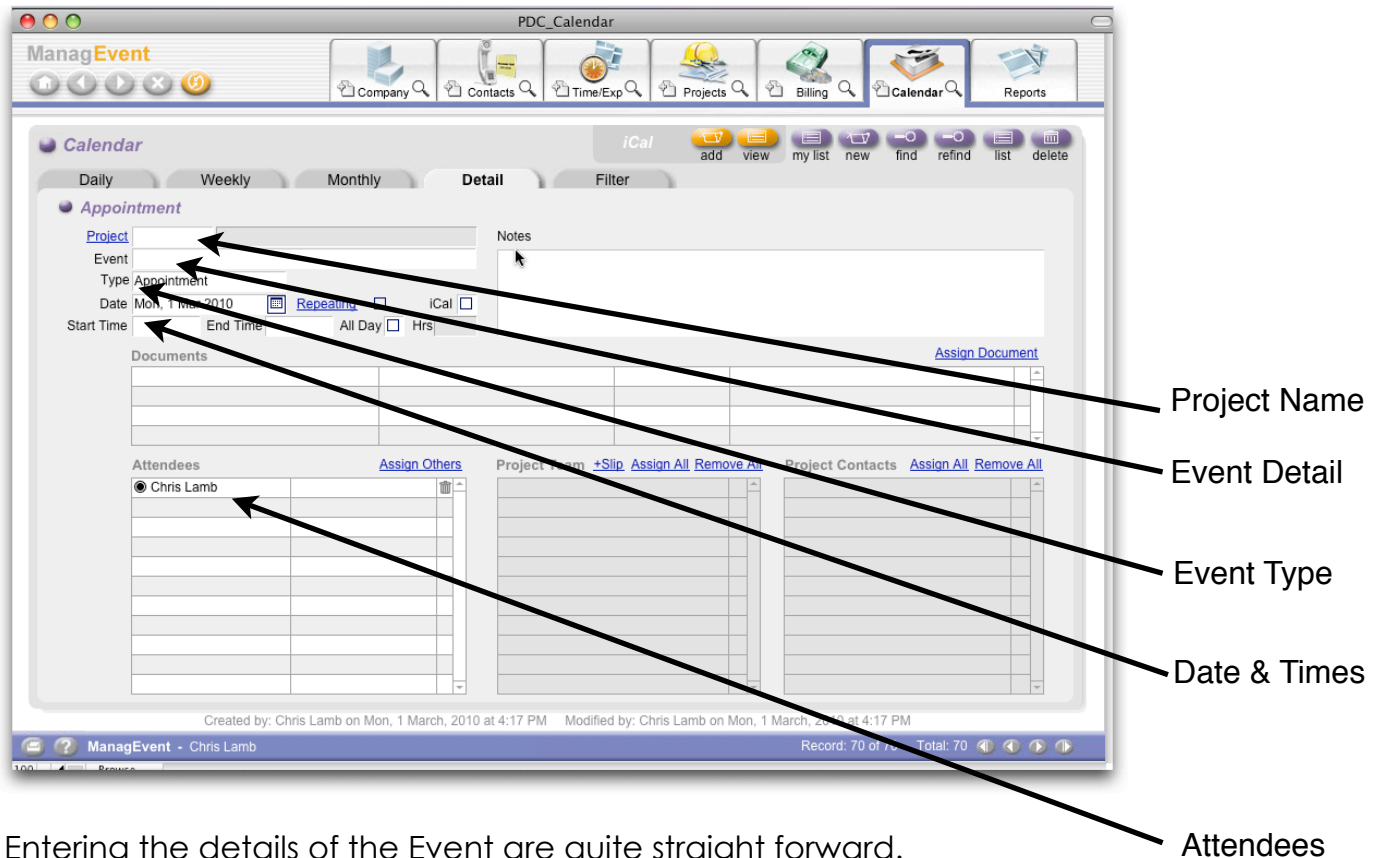 PDC_Calendar
ManagEvent
Company Contacts Time/Exp Projects Billing Calendar Reports
Calendar iCal add view my list new find refind list delete
Daily Weekly Monthly Detail Filter
Appointment
Project Notes
Event
Type Appointment
Date Mon, 1 Mar 2010 Repeating iCal
Start Time End Time All Day Hrs
Documents Assign Document
Project Name
Attendees Assign Others Project Team +Slip Assign All Remove All Project Contacts Assign All Remove All
Event Detail
Chris Lamb
Event Type
Date & Times
Created by: Chris Lamb on Mon, 1 March, 2010 at 4:17 PM Modified by: Chris Lamb on Mon, 1 March, 2010 at 4:17 PM
ManagEvent - Chris Lamb Record: 70 of 70 Total: 70
100 Browse
Attendees
Entering the details of the Event are quite straight forward.